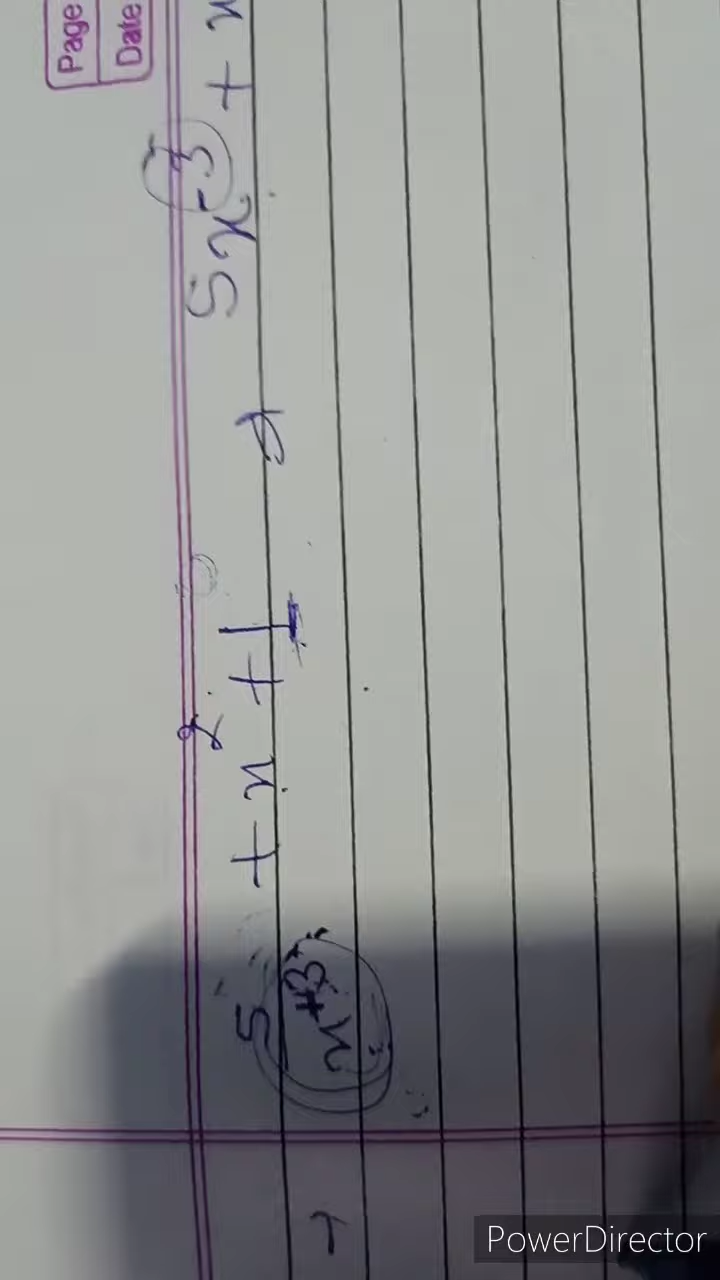 Page
Date
5 + x² + 1 5x⁻³ + x
x⁺³
PowerDirector